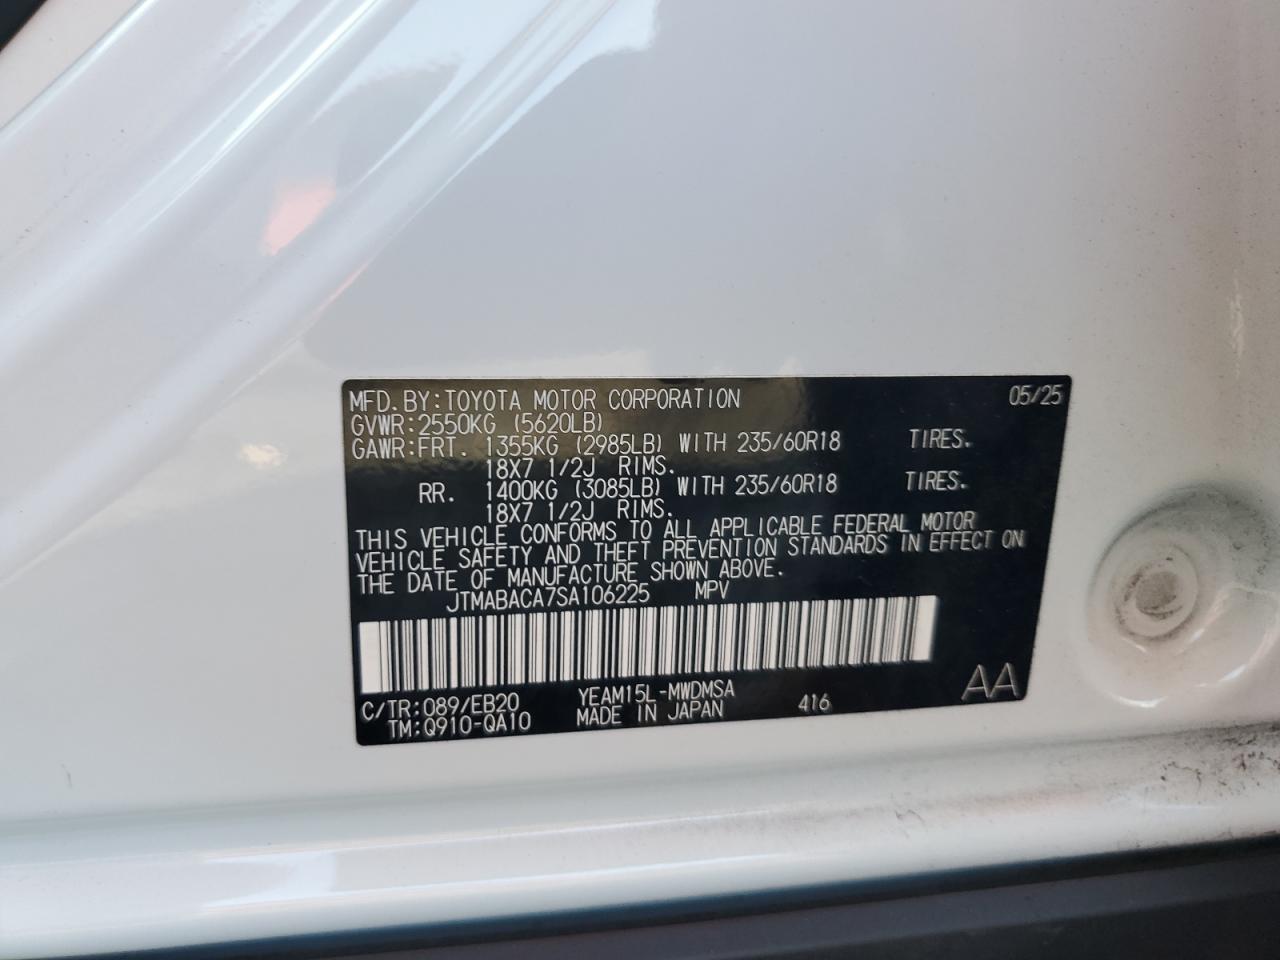 MFD.BY:TOYOTA MOTOR CORPORATION 05/25
GVWR:2550KG (5620LB)
GAWR:FRT. 1355KG (2985LB) WITH 235/60R18 TIRES.
18X7 1/2J RIMS.
RR. 1400KG (3085LB) WITH 235/60R18 TIRES.
18X7 1/2J RIMS.
THIS VEHICLE CONFORMS TO ALL APPLICABLE FEDERAL MOTOR
VEHICLE SAFETY AND THEFT PREVENTION STANDARDS IN EFFECT ON
THE DATE OF MANUFACTURE SHOWN ABOVE.
JTMABACA7SA106225 MPV
C/TR:089/EB20 YEAM15L-MWDMSA 416 AA
TM:Q910-QA10 MADE IN JAPAN